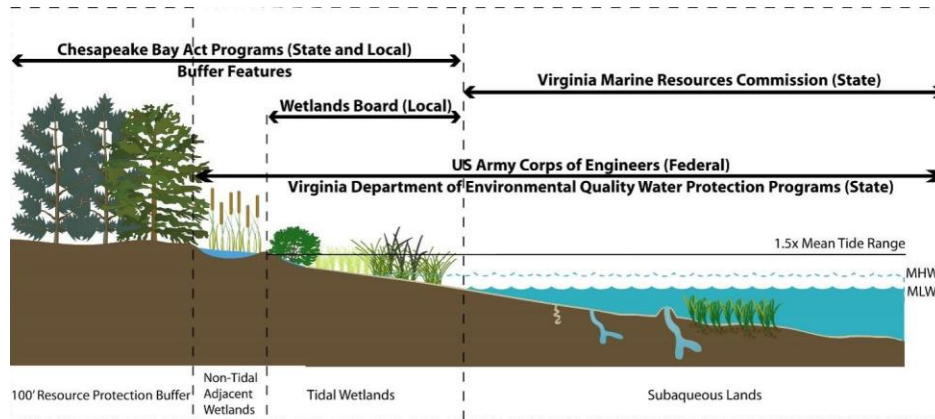 Chesapeake Bay Act Programs (State and Local)
Buffer Features
Virginia Marine Resources Commission (State)
Wetlands Board (Local)
US Army Corps of Engineers (Federal)
Virginia Department of Environmental Quality Water Protection Programs (State)
1.5x Mean Tide Range
MHW
MLW
100' Resource Protection Buffer
Non-Tidal
Adjacent
Wetlands
Tidal Wetlands
Subaqueous Lands